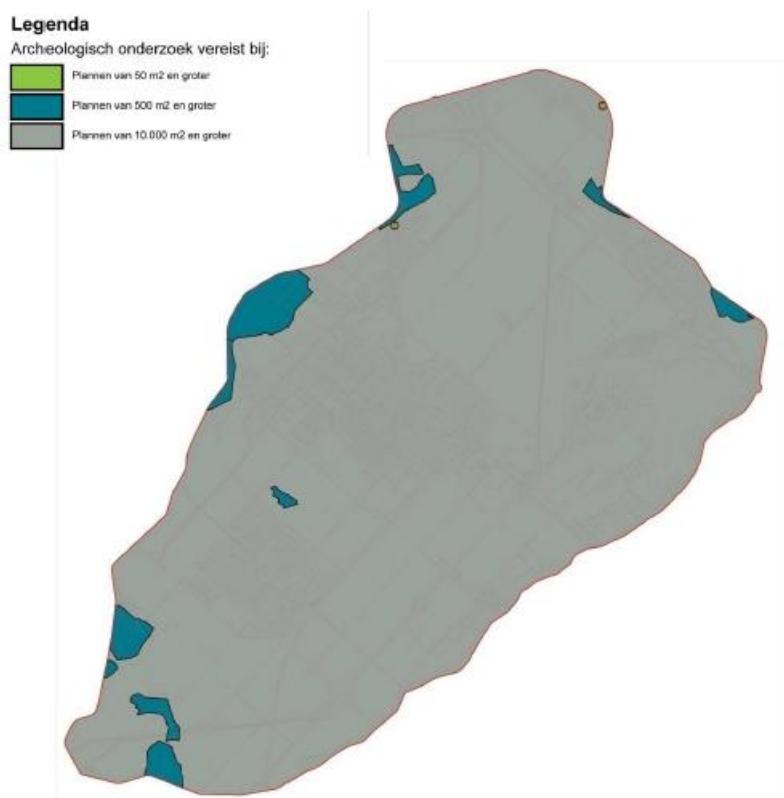 Legenda
Archeologisch onderzoek vereist bij:
Plannen van 50 m2 en groter
Plannen van 500 m2 en groter
Plannen van 10.000 m2 en groter